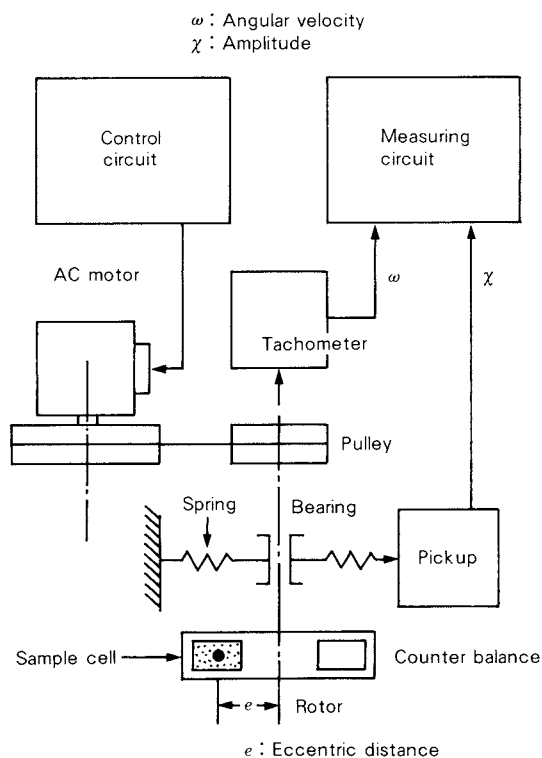 ω : Angular velocity
χ : Amplitude
Control
circuit
Measuring
circuit
AC motor
ω
χ
Tachometer
Pulley
Spring
Bearing
Pickup
Sample cell
Counter balance
e
Rotor
e : Eccentric distance